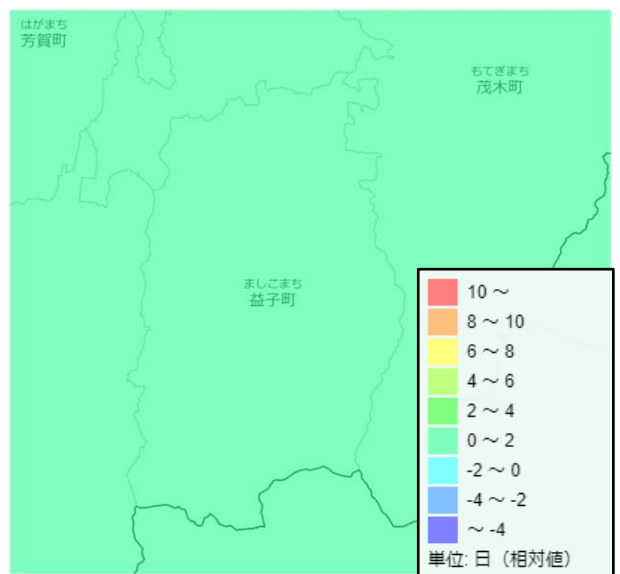 はがまち
芳賀町
もてぎまち
茂木町
ましこまち
益子町
10 ～
8 ～ 10
6 ～ 8
4 ～ 6
2 ～ 4
0 ～ 2
-2 ～ 0
-4 ～ -2
～ -4
単位: 日（相対値）